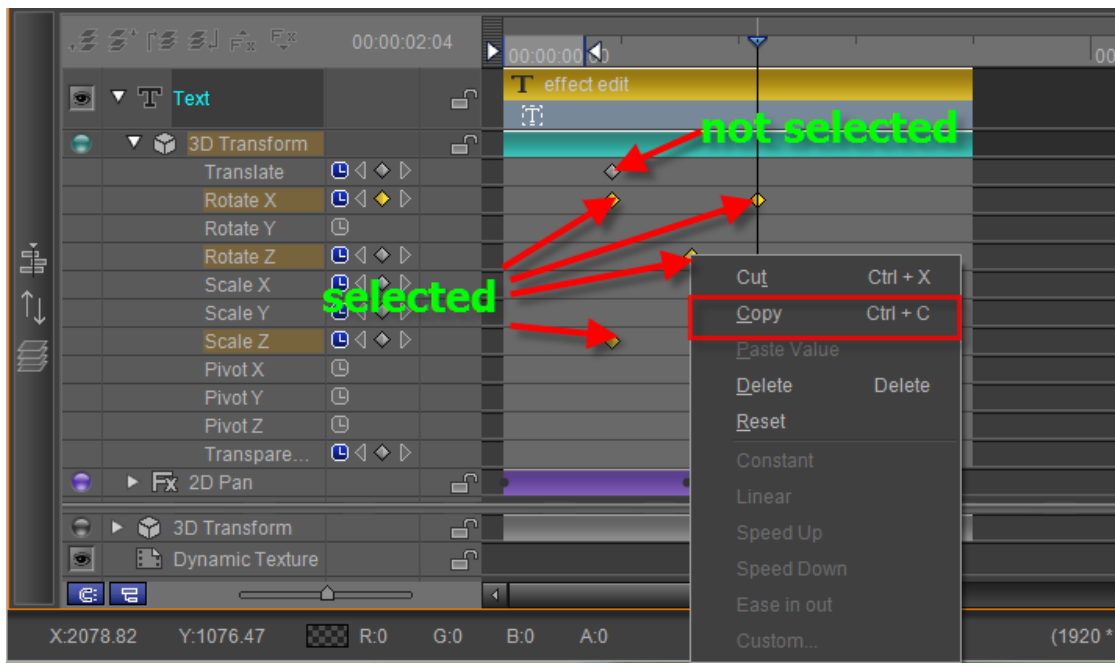 00:00:02:04
00:00:00
00
Text
effect edit
not selected
3D Transform
Translate
Rotate X
Rotate Y
Rotate Z
Scale X
selected
Scale Y
Scale Z
Pivot X
Pivot Y
Pivot Z
Transpare...
Fx 2D Pan
3D Transform
Dynamic Texture
Cut Ctrl + X
Copy Ctrl + C
Paste Value
Delete Delete
Reset
Constant
Linear
Speed Up
Speed Down
Ease in out
Custom...
X:2078.82 Y:1076.47 R:0 G:0 B:0 A:0 (1920 *